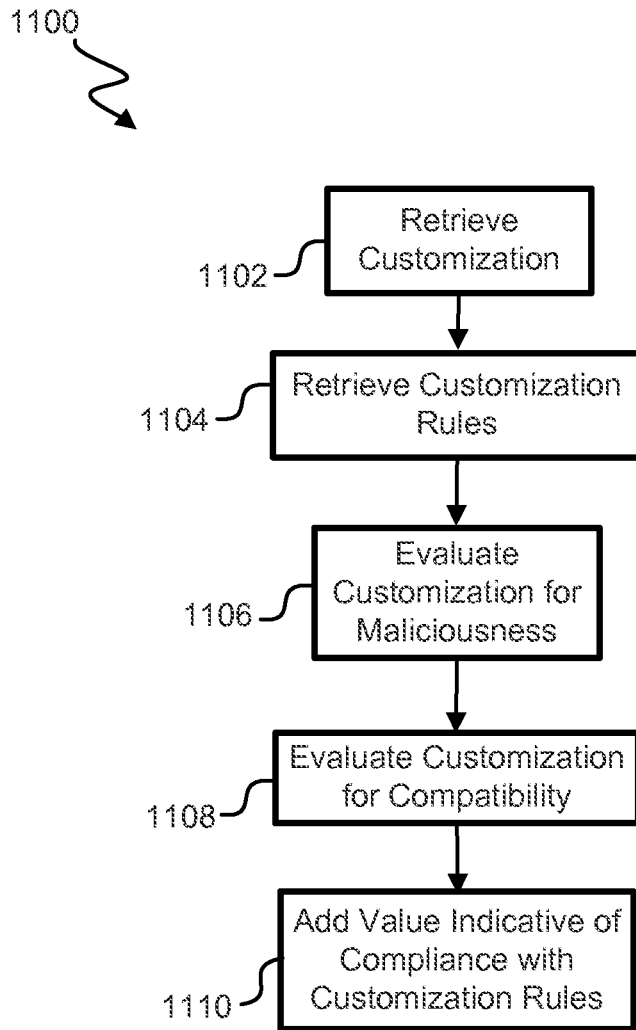 1100
Retrieve
Customization
1102
Retrieve Customization
Rules
1104
Evaluate
Customization for
Maliciousness
1106
Evaluate Customization
for Compatibility
1108
Add Value Indicative of
Compliance with
Customization Rules
1110